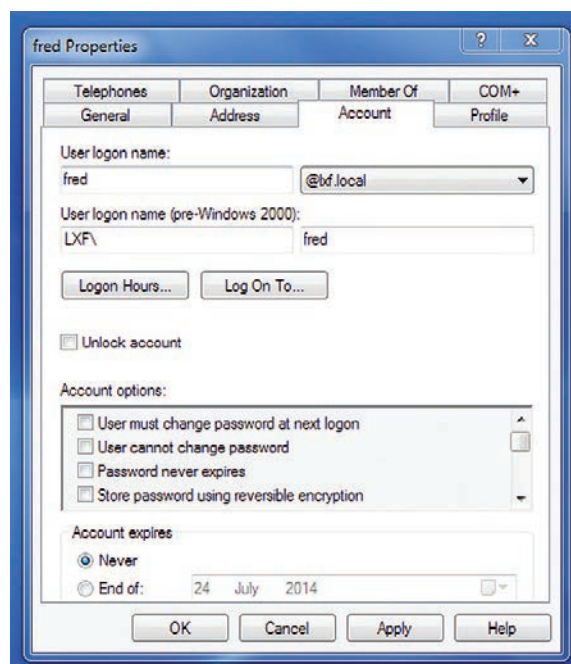 fred Properties
Telephones Organization Member Of COM+
General Address Account Profile
User logon name:
fred @lxf.local
User logon name (pre-Windows 2000):
LXF\ fred
Logon Hours... Log On To...
Unlock account
Account options:
User must change password at next logon
User cannot change password
Password never expires
Store password using reversible encryption
Account expires
Never
End of: 24 July 2014
OK Cancel Apply Help